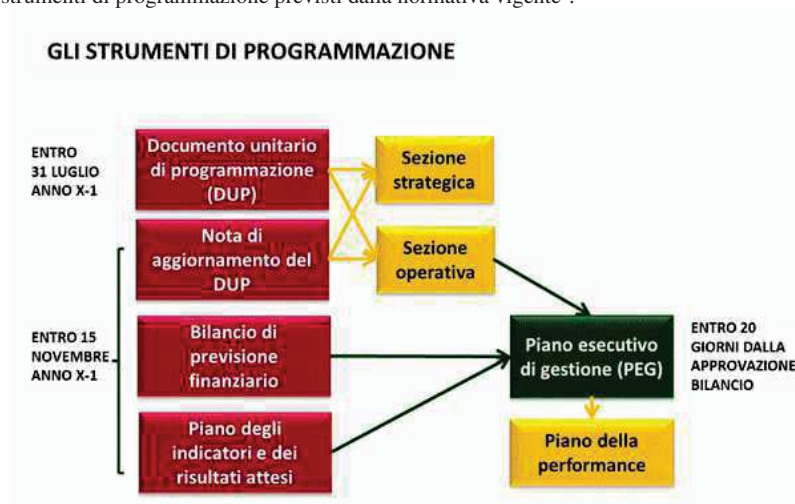 strumenti di programmazione previsti dalla normativa vigente".
GLI STRUMENTI DI PROGRAMMAZIONE
ENTRO
31 LUGLIO
ANNO X-1
Documento unitario
di programmazione
(DUP)
Sezione
strategica
Nota di
aggiornamento del
DUP
Sezione
operativa
ENTRO 15
NOVEMBRE
ANNO X-1
Bilancio di
previsione
finanziario
Piano esecutivo
di gestione (PEG)
ENTRO 20
GIORNI DALLA
APPROVAZIONE
BILANCIO
Piano degli
indicatori e dei
risultati attesi
Piano della
performance